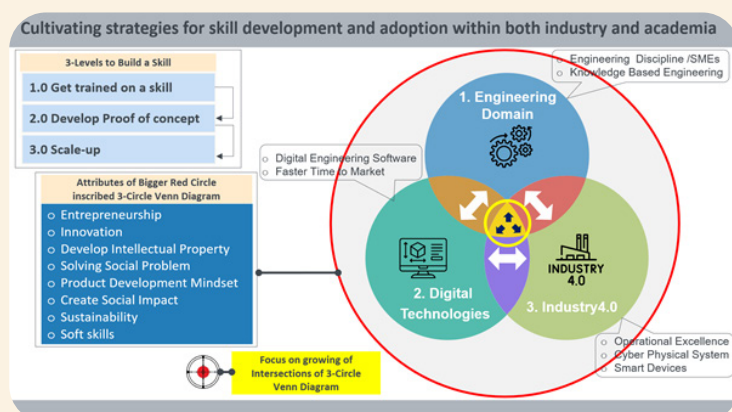 Cultivating strategies for skill development and adoption within both industry and academia
3-Levels to Build a Skill
1.0 Get trained on a skill
2.0 Develop Proof of concept
3.0 Scale-up
Attributes of Bigger Red Circle
inscribed 3-Circle Venn Diagram
○ Entrepreneurship
○ Innovation
○ Develop Intellectual Property
○ Solving Social Problem
○ Product Development Mindset
○ Create Social Impact
○ Sustainability
○ Soft skills
Focus on growing of
Intersections of 3-Circle
Venn Diagram
○ Engineering Discipline /SMEs
○ Knowledge Based Engineering
1. Engineering
Domain
○ Digital Engineering Software
○ Faster Time to Market
2. Digital
Technologies
INDUSTRY
4.0
3. Industry4.0
○ Operational Excellence
○ Cyber Physical System
○ Smart Devices